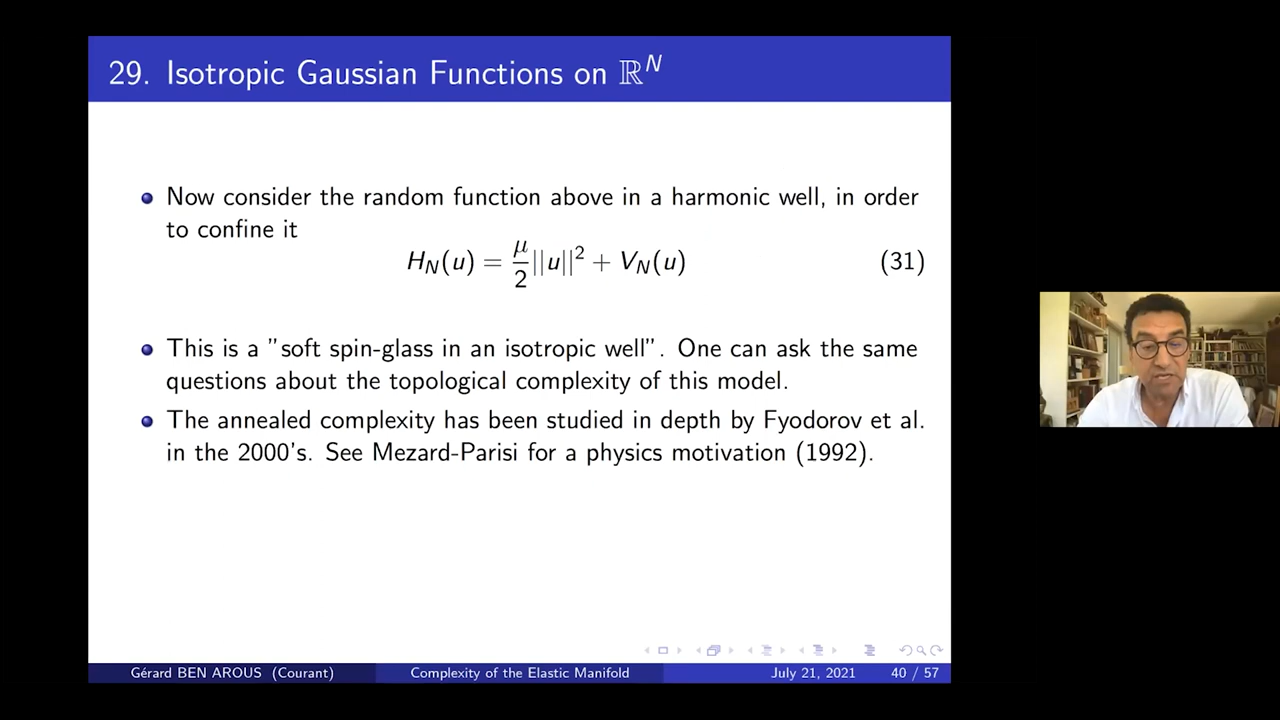 29. Isotropic Gaussian Functions on ℝ^N
Now consider the random function above in a harmonic well, in order
to confine it
H_N(u) = μ/2 ||u||² + V_N(u) (31)
This is a "soft spin-glass in an isotropic well". One can ask the same
questions about the topological complexity of this model.
The annealed complexity has been studied in depth by Fyodorov et al.
in the 2000's. See Mezard-Parisi for a physics motivation (1992).
Gérard BEN AROUS (Courant) Complexity of the Elastic Manifold July 21, 2021 40 / 57